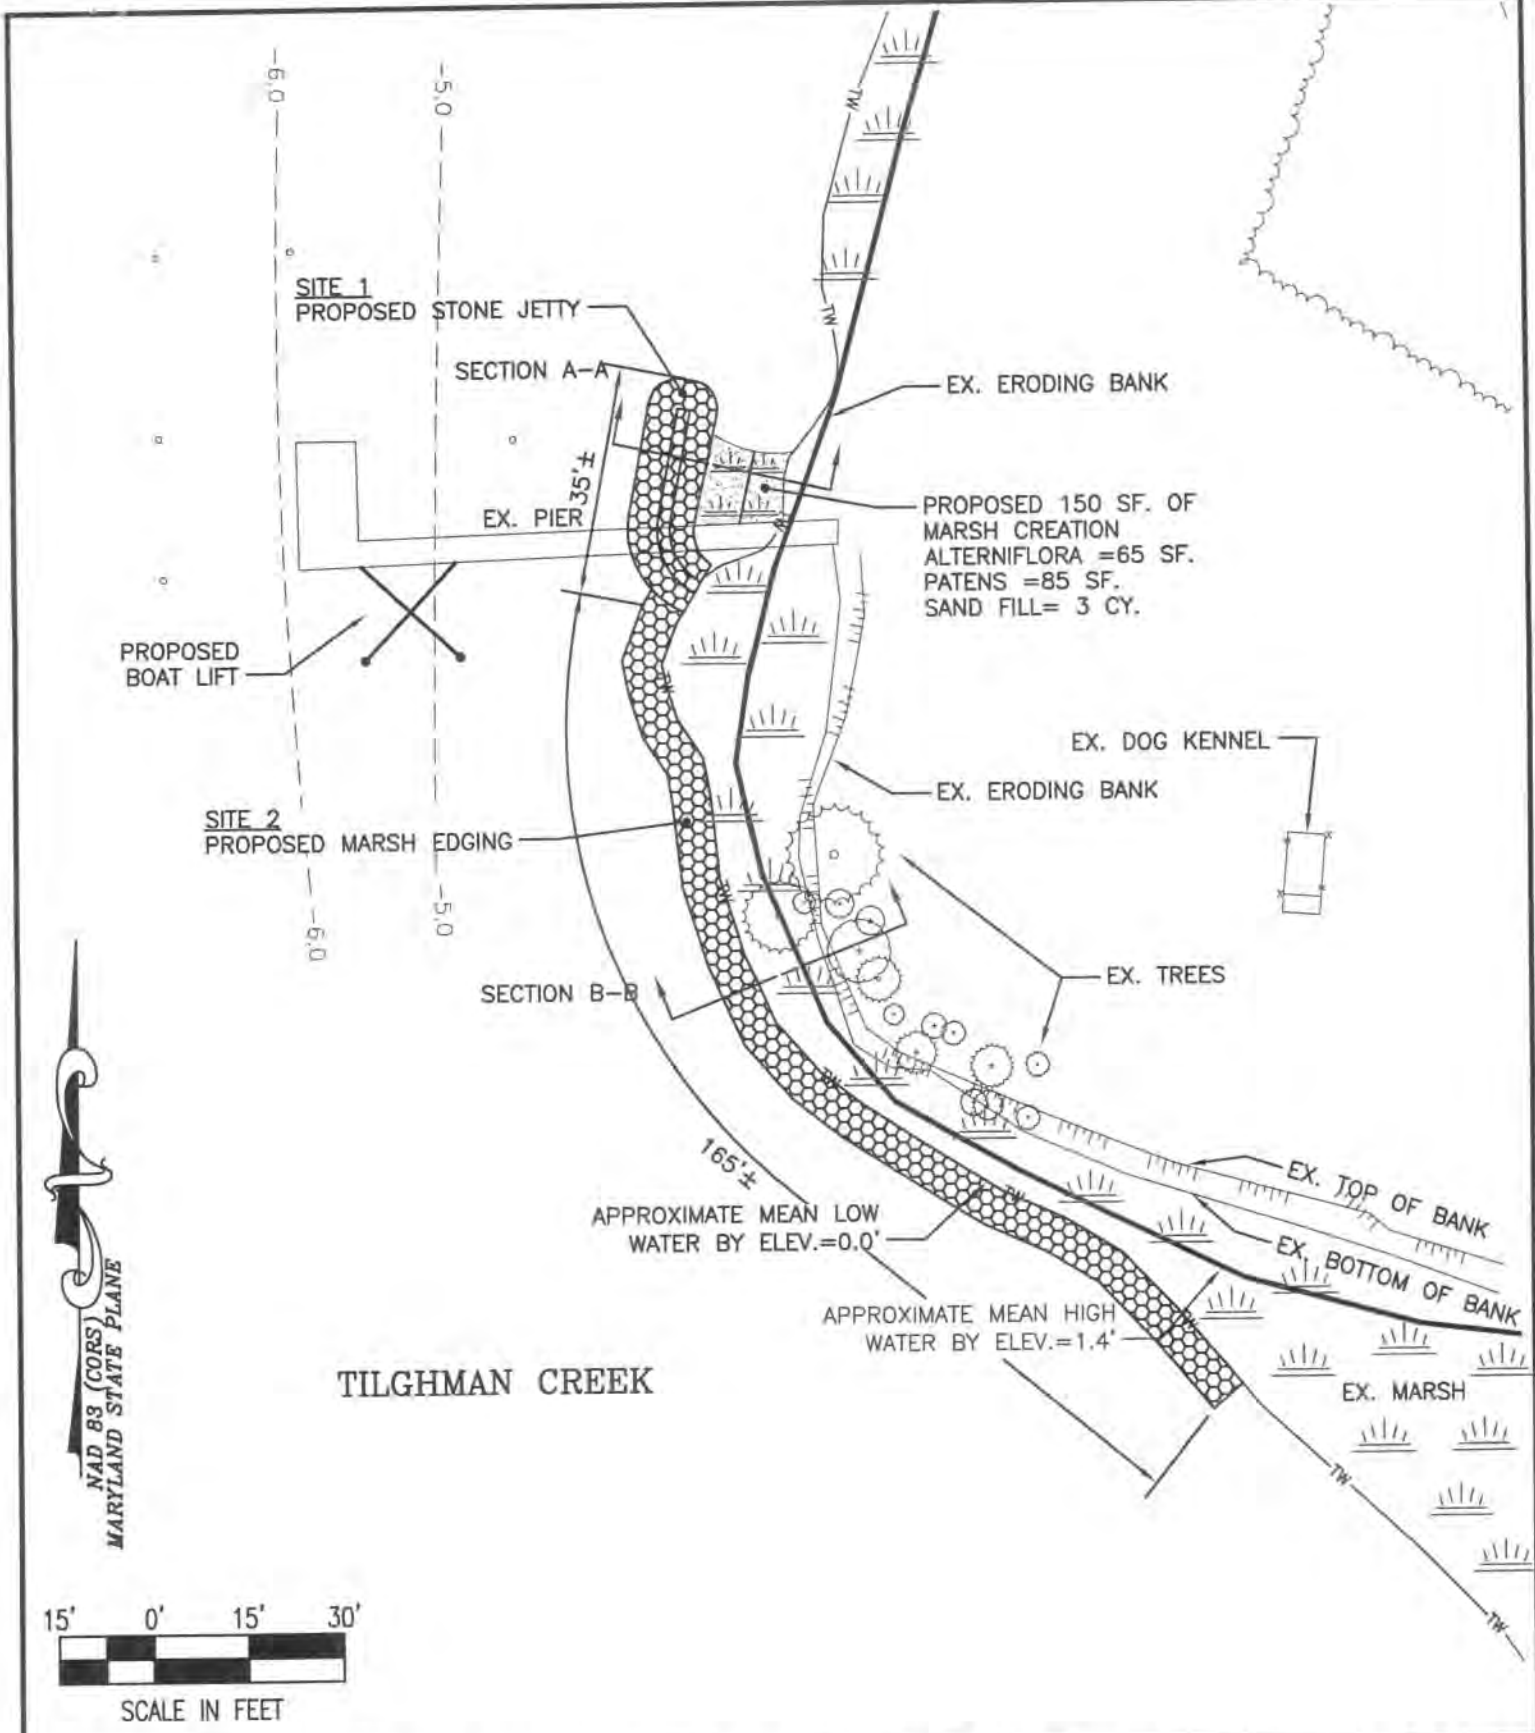 -6.0
-5.0
SITE 1
PROPOSED STONE JETTY
SECTION A-A
EX. ERODING BANK
35'±
EX. PIER
PROPOSED 150 SF. OF
MARSH CREATION
ALTERNIFLORA =65 SF.
PATENS =85 SF.
SAND FILL= 3 CY.
PROPOSED
BOAT LIFT
EX. DOG KENNEL
EX. ERODING BANK
SITE 2
PROPOSED MARSH EDGING
-6.0
-5.0
SECTION B-B
EX. TREES
165'±
APPROXIMATE MEAN LOW
WATER BY ELEV.=0.0'
EX. TOP OF BANK
EX. BOTTOM OF BANK
APPROXIMATE MEAN HIGH
WATER BY ELEV.=1.4'
TILGHMAN CREEK
EX. MARSH
NAD 83 (CORS)
MARYLAND STATE PLANE
TW
TW
TW
TW
TW
TW
TW
TW
15' 0' 15' 30'
SCALE IN FEET